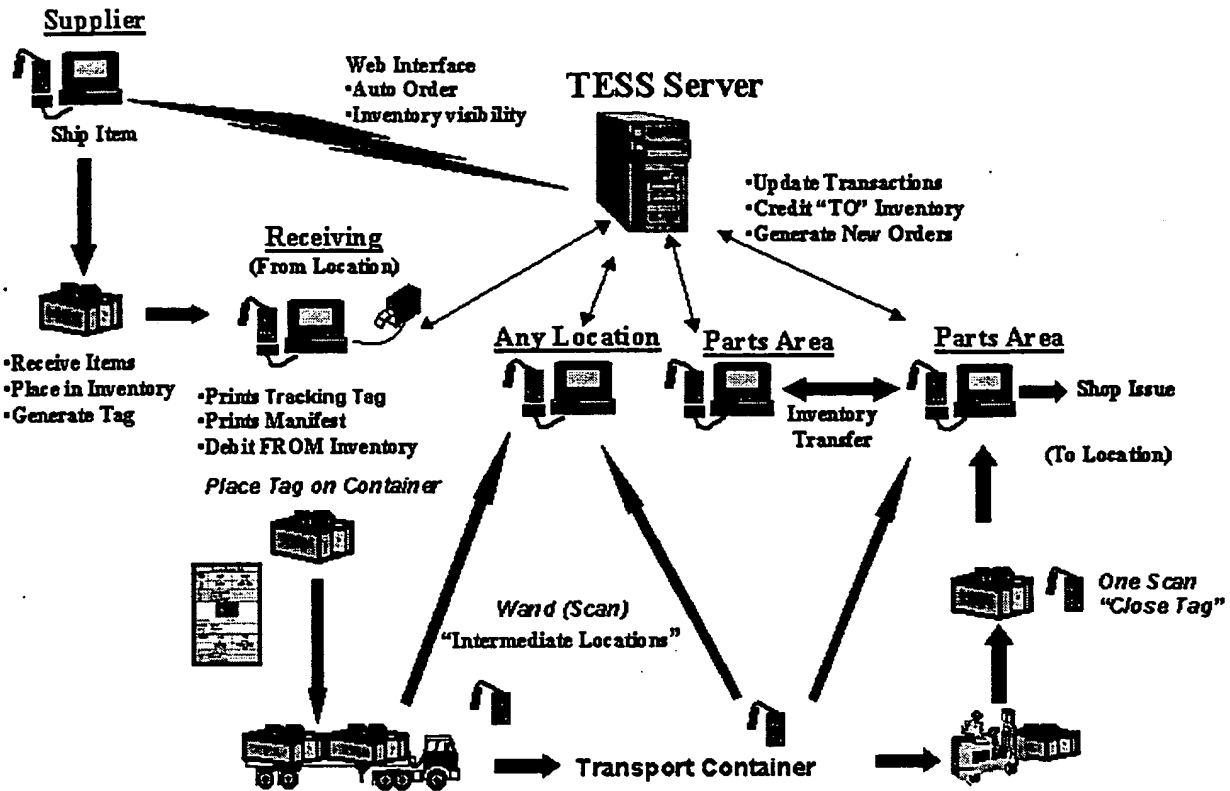 Supplier
Ship Item
Web Interface
•Auto Order
•Inventory visibility
TESS Server
•Update Transactions
•Credit “TO” Inventory
•Generate New Orders
Receiving
(From Location)
•Receive Items
•Place in Inventory
•Generate Tag
•Prints Tracking Tag
•Prints Manifest
•Debit FROM Inventory
Place Tag on Container
Any Location
Parts Area
Inventory
Transfer
Parts Area
Shop Issue
(To Location)
Wand (Scan)
“Intermediate Locations”
One Scan
“Close Tag”
Transport Container